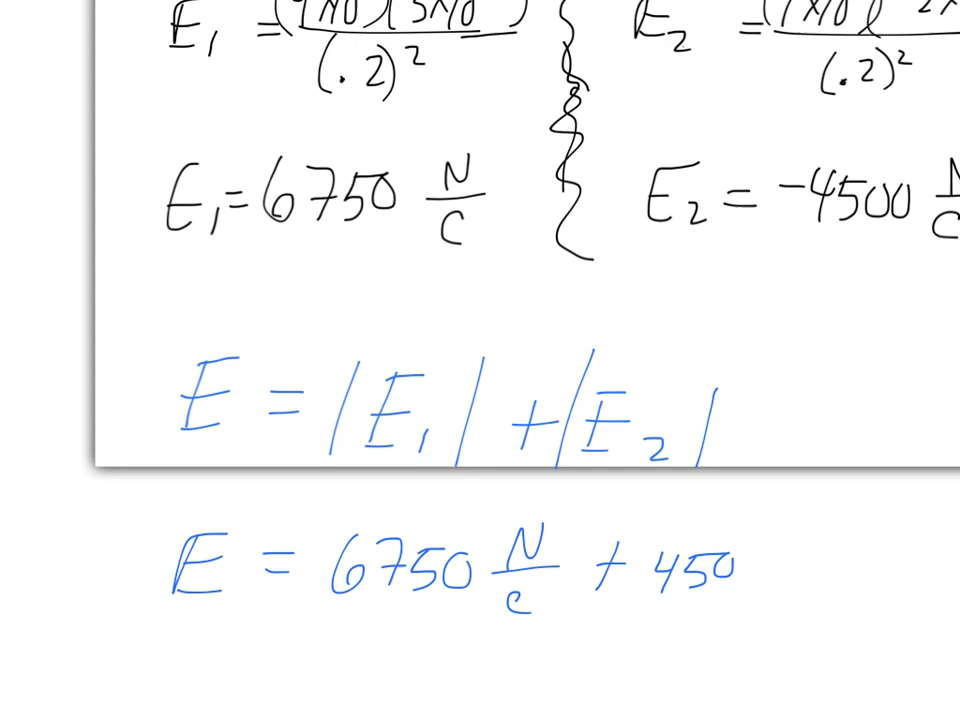 E₁ = (.2)² E₂ = (.2)²
E₁ = 6750 N/C E₂ = -4500 N/C
E = |E₁| + |E₂|
E = 6750 N/C + 450